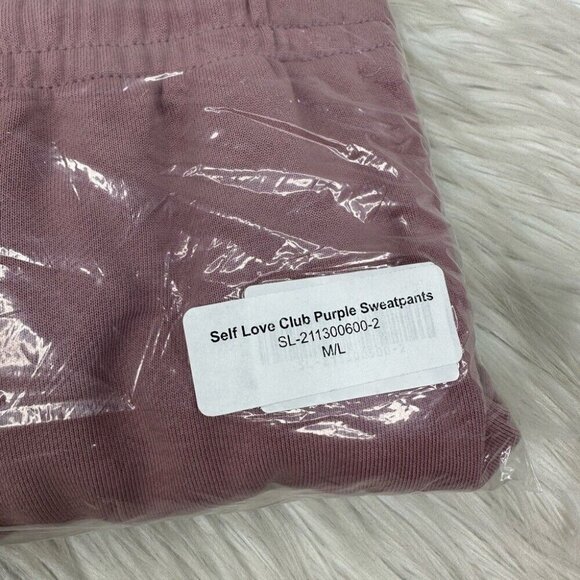 Self Love Club Purple Sweatpants
SL-211300600-2
M/L